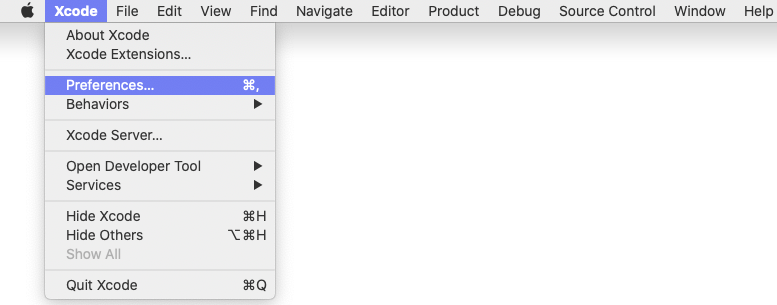 Xcode File Edit View Find Navigate Editor Product Debug Source Control Window Help
About Xcode
Xcode Extensions...
Preferences... ⌘,
Behaviors ▶
Xcode Server...
Open Developer Tool ▶
Services ▶
Hide Xcode ⌘H
Hide Others ⌥⌘H
Show All
Quit Xcode ⌘Q